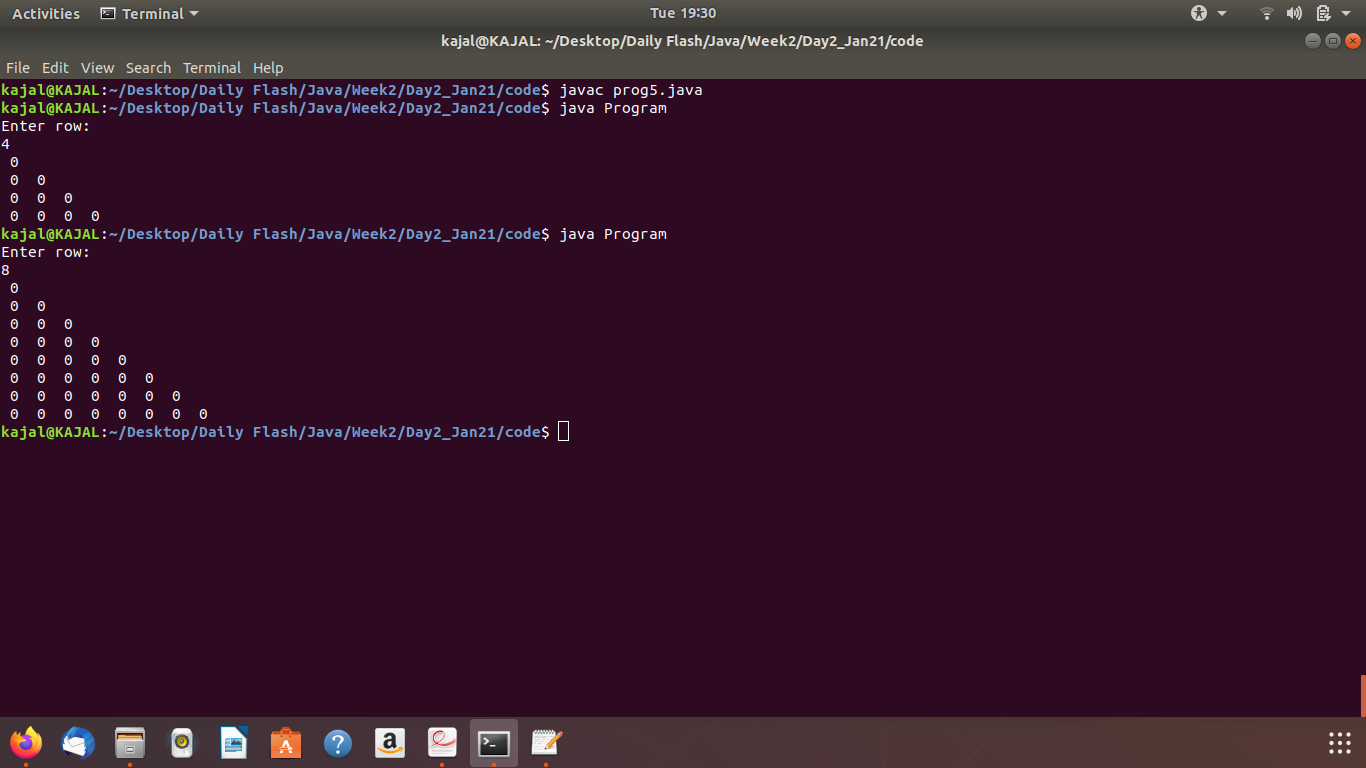 Activities Terminal Tue 19:30
kajal@KAJAL: ~/Desktop/Daily Flash/Java/Week2/Day2_Jan21/code
File Edit View Search Terminal Help
kajal@KAJAL:~/Desktop/Daily Flash/Java/Week2/Day2_Jan21/code$ javac prog5.java
kajal@KAJAL:~/Desktop/Daily Flash/Java/Week2/Day2_Jan21/code$ java Program
Enter row:
4
 0
 0  0
 0  0  0
 0  0  0  0
kajal@KAJAL:~/Desktop/Daily Flash/Java/Week2/Day2_Jan21/code$ java Program
Enter row:
8
 0
 0  0
 0  0  0
 0  0  0  0
 0  0  0  0  0
 0  0  0  0  0  0
 0  0  0  0  0  0  0
 0  0  0  0  0  0  0  0
kajal@KAJAL:~/Desktop/Daily Flash/Java/Week2/Day2_Jan21/code$